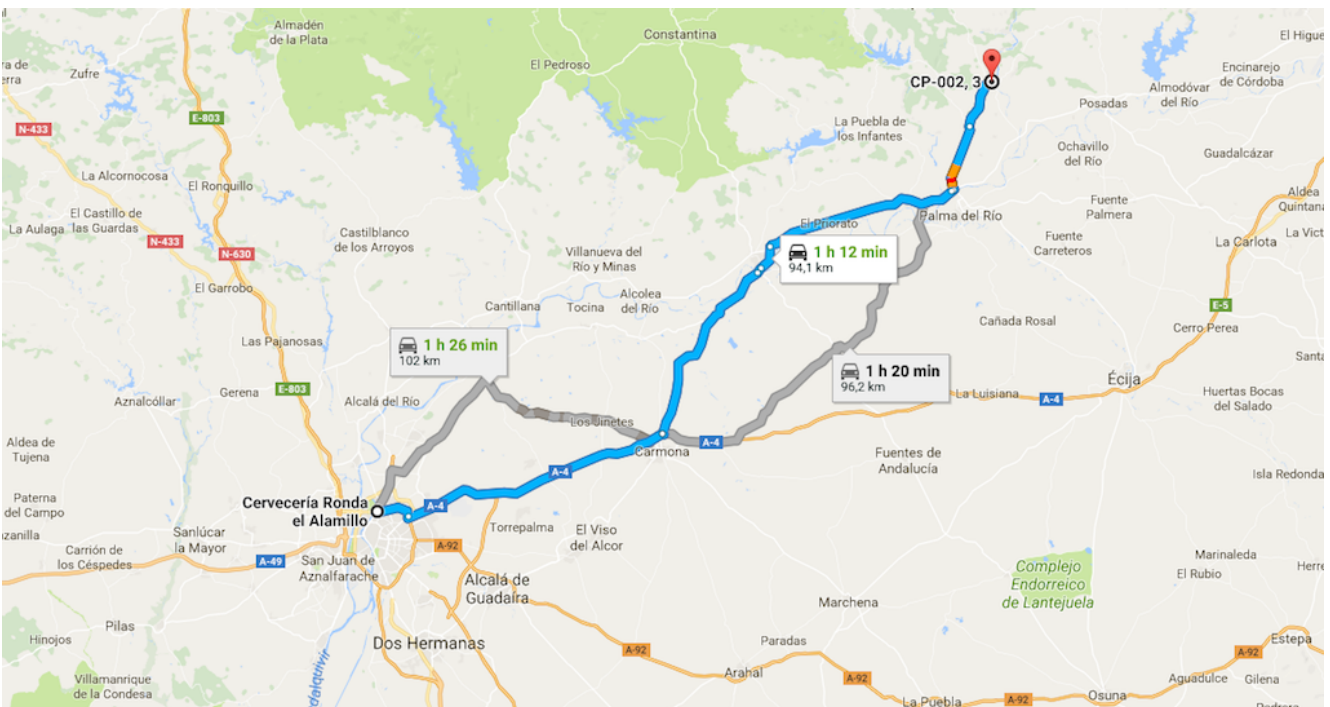 Almadén
de la Plata
Constantina
El Pedroso
Zufre
N-433
E-803
CP-002, 3
El Higue
Encinarejo
de Córdoba
Almodóvar
del Río
Posadas
La Puebla de
los Infantes
Ochavillo
del Río
Guadalcázar
La Alcornocosa
El Ronquillo
El Castillo de
las Guardas
La Aulaga
N-433
N-630
Castilblanco
de los Arroyos
El Garrobo
Villanueva del
Río y Minas
El Priorato
Palma del Río
Fuente
Palmera
Fuente
Carreteros
Aldea
Quintana
La Carlota
La Vict
1 h 12 min
94,1 km
Cantillana
Tocina
Alcolea
del Río
E-5
Cañada Rosal
Cerro Perea
Las Pajanosas
1 h 26 min
102 km
1 h 20 min
96,2 km
Santa
Écija
E-803
Gerena
Aznalcóllar
Alcalá del Río
La Luisiana
A-4
Huertas Bocas
del Salado
Los Jinetes
A-4
Carmona
Aldea de
Tujena
Fuentes de
Andalucía
A-4
Isla Redonda
Paterna
del Campo
Cervecería Ronda
el Alamillo
A-4
Torrepalma
El Viso
del Alcor
Sanlúcar
la Mayor
Carrión de
los Céspedes
A-49
San Juan de
Aznalfarache
A-92
Alcalá de
Guadaíra
Complejo
Endorreico
de Lantejuela
Marinaleda
El Rubio
Herre
Marchena
Pilas
Hinojos
Dos Hermanas
A-92
Paradas
Arahal
A-92
Estepa
A-92
Villamanrique
de la Condesa
dalquivir
La Puebla
A-92
Osuna
Aguadulce
Gilena